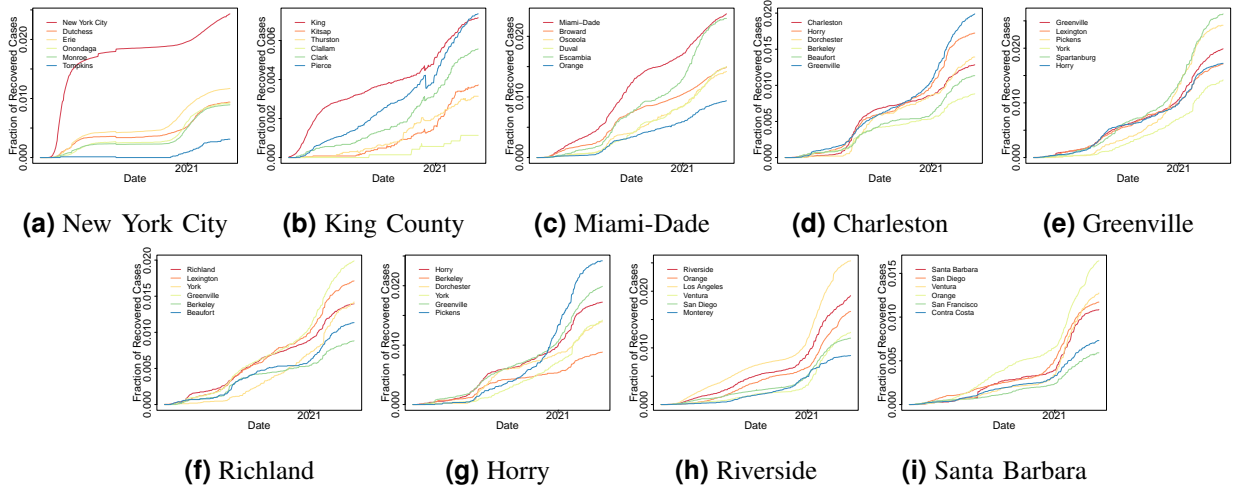 Fraction of Recovered Cases
0.000 0.010 0.020
New York City
Dutchess
Erie
Onondaga
Monroe
Tompkins
2021
Date
(a) New York City
Fraction of Recovered Cases
0.000 0.002 0.004 0.006
King
Kitsap
Thurston
Clallam
Clark
Pierce
2021
Date
(b) King County
Fraction of Recovered Cases
0.000 0.010 0.020
Miami−Dade
Broward
Osceola
Duval
Escambia
Orange
2021
Date
(c) Miami-Dade
Fraction of Recovered Cases
0.000 0.005 0.010 0.015 0.020
Charleston
Horry
Dorchester
Berkeley
Beaufort
Greenville
2021
Date
(d) Charleston
Fraction of Recovered Cases
0.000 0.010 0.020
Greenville
Lexington
Pickens
York
Spartanburg
Horry
2021
Date
(e) Greenville
Fraction of Recovered Cases
0.000 0.005 0.010 0.015 0.020
Richland
Lexington
York
Greenville
Berkeley
Beaufort
2021
Date
(f) Richland
Fraction of Recovered Cases
0.000 0.010 0.020
Horry
Berkeley
Dorchester
York
Greenville
Pickens
2021
Date
(g) Horry
Fraction of Recovered Cases
0.000 0.010 0.020
Riverside
Orange
Los Angeles
Ventura
San Diego
Monterey
2021
Date
(h) Riverside
Fraction of Recovered Cases
0.000 0.005 0.010 0.015
Santa Barbara
San Diego
Ventura
Orange
San Francisco
Contra Costa
2021
Date
(i) Santa Barbara